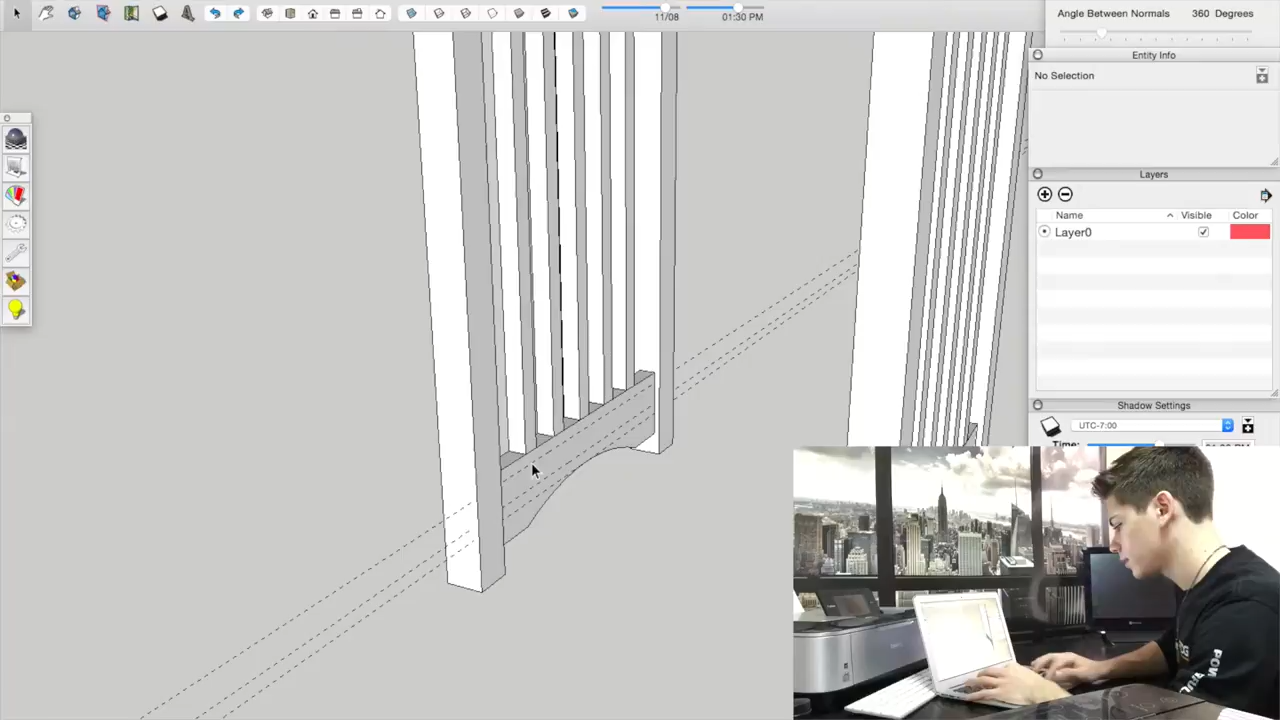 Angle Between Normals 360 Degrees
11/08 01:30 PM
Entity Info
No Selection
Layers
Name Visible Color
Layer0
Shadow Settings
UTC-7:00
Time: